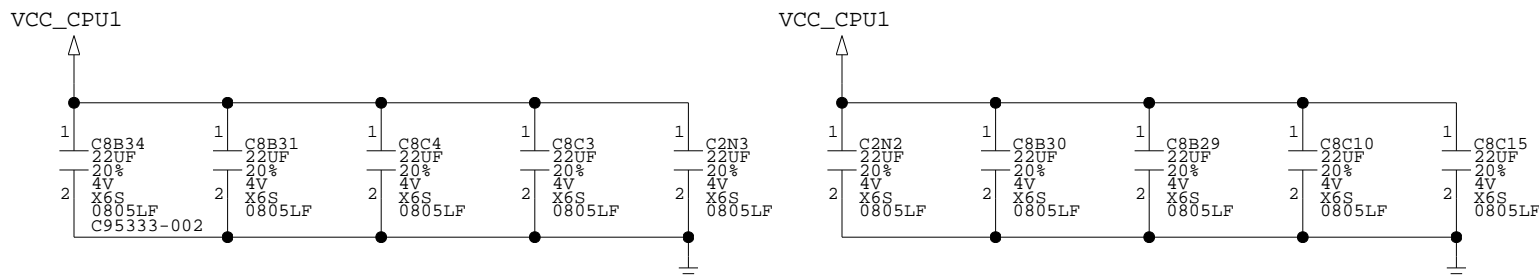 VCC_CPU1
VCC_CPU1
1
C8B34
22UF
20%
4V
2
X6S
0805LF
C95333-002
1
C8B31
22UF
20%
4V
2
X6S
0805LF
1
C8C4
22UF
20%
4V
2
X6S
0805LF
1
C8C3
22UF
20%
4V
2
X6S
0805LF
1
C2N3
22UF
20%
4V
2
X6S
0805LF
1
C2N2
22UF
20%
4V
2
X6S
0805LF
1
C8B30
22UF
20%
4V
2
X6S
0805LF
1
C8B29
22UF
20%
4V
2
X6S
0805LF
1
C8C10
22UF
20%
4V
2
X6S
0805LF
1
C8C15
22UF
20%
4V
2
X6S
0805LF